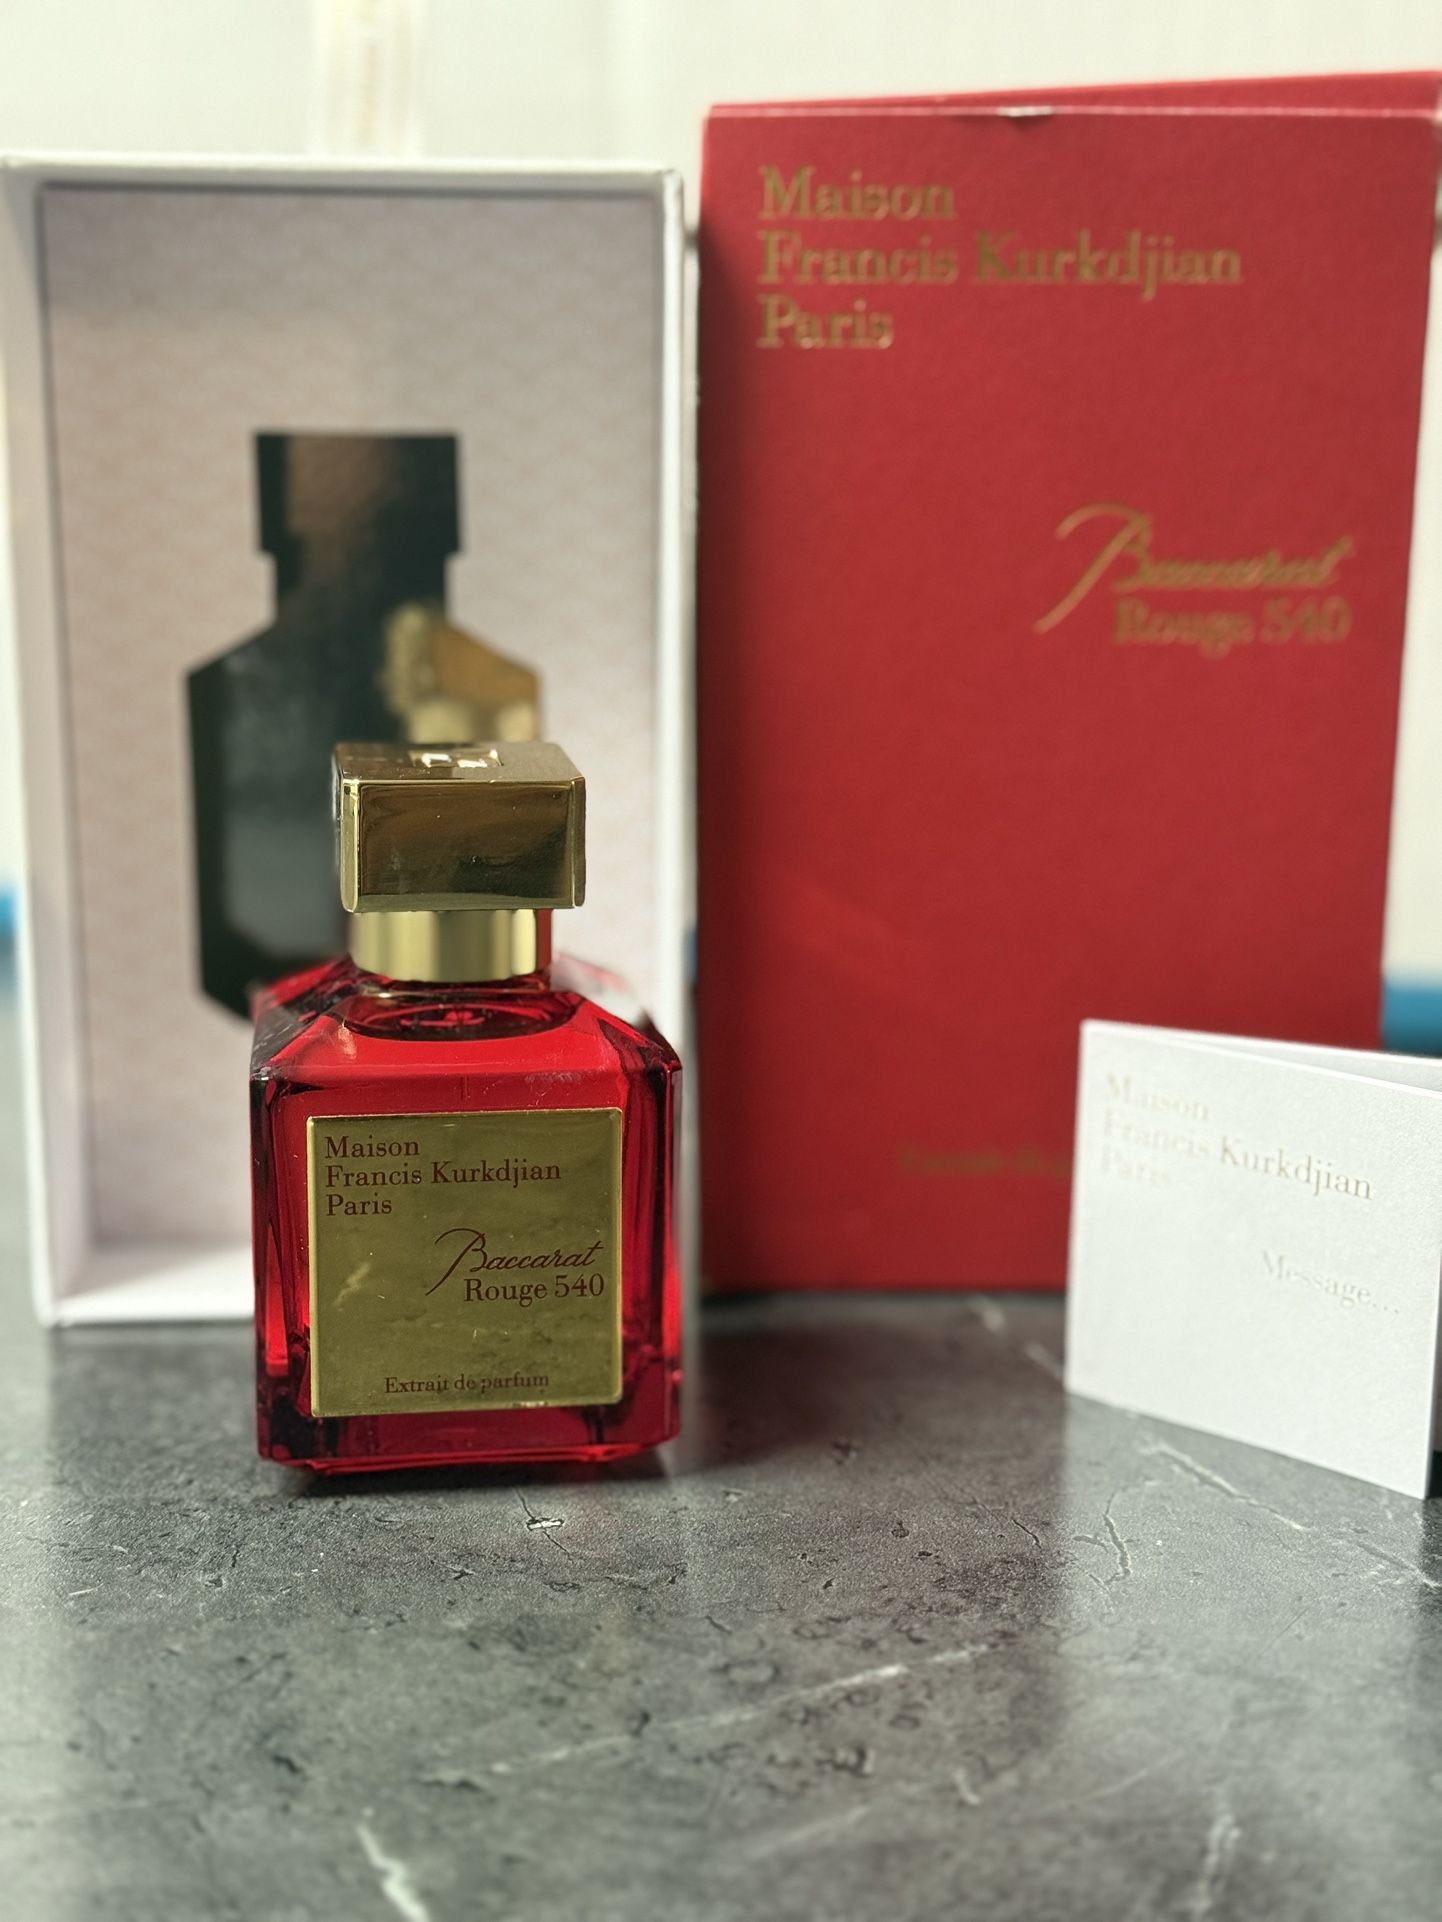 Maison
Francis Kurkdjian
Paris
Baccarat
Rouge 540
Maison
Francis Kurkdjian
Paris
Baccarat
Rouge 540
Extrait de parfum
Maison
Francis Kurkdjian
Paris
Message...